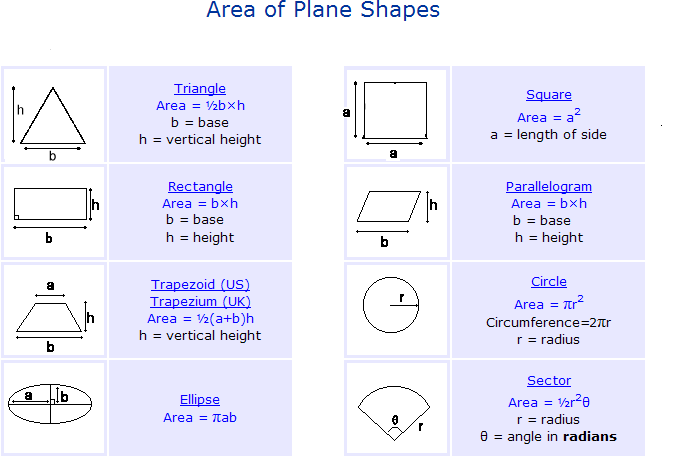 Area of Plane Shapes
h
b
Triangle
Area = ½b×h
b = base
h = vertical height
a
a
Square
Area = a²
a = length of side
h
b
Rectangle
Area = b×h
b = base
h = height
h
b
Parallelogram
Area = b×h
b = base
h = height
a
h
b
Trapezoid (US)
Trapezium (UK)
Area = ½(a+b)h
h = vertical height
r
Circle
Area = πr²
Circumference=2πr
r = radius
a b
Ellipse
Area = πab
θ
r
Sector
Area = ½r²θ
r = radius
θ = angle in radians